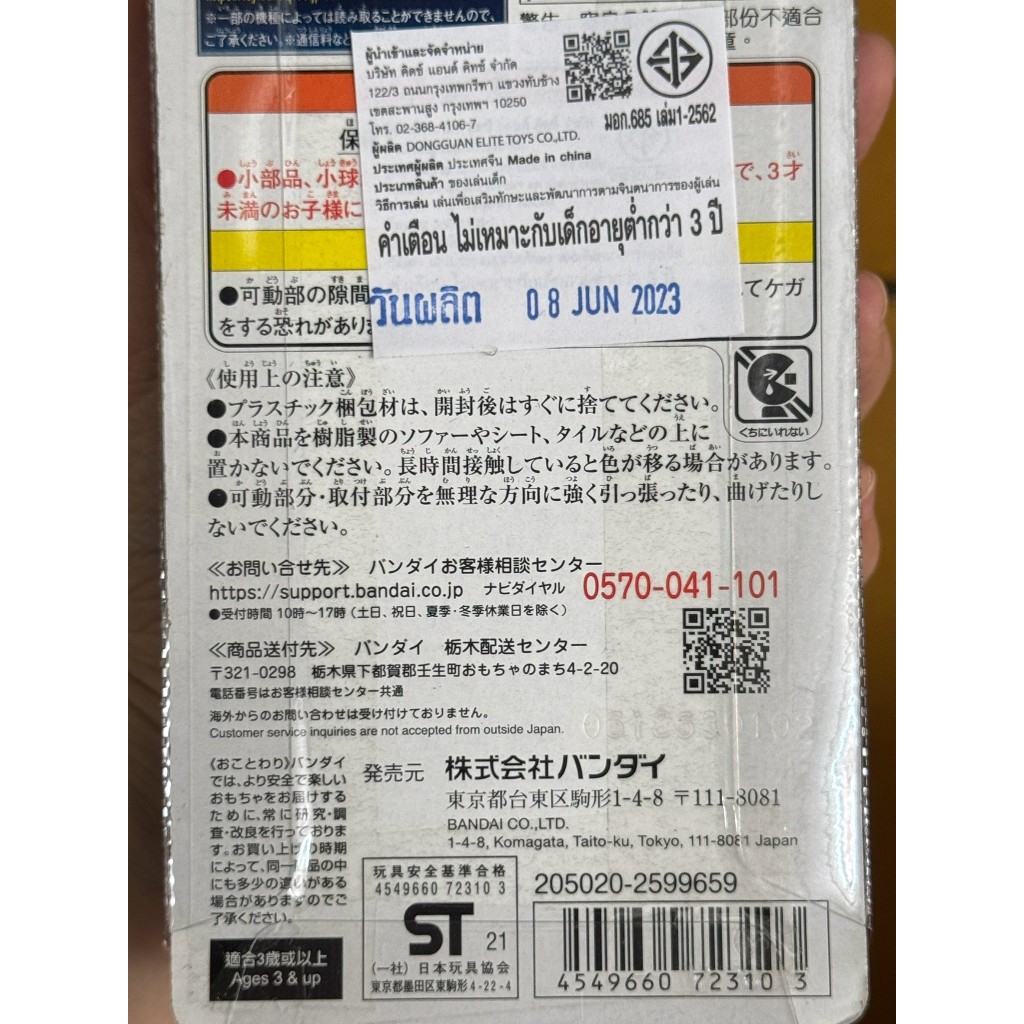 ※一部の機種によっては読み取ることができませんので、
ご了承ください。※通信料など
部份不適合
ผู้นำเข้าและจัดจำหน่าย
บริษัท คิดซ์ แอนด์ คิทซ์ จำกัด
122/3 ถนนกรุงเทพกรีฑา แขวงทับช้าง
เขตสะพานสูง กรุงเทพฯ 10250
โทร. 02-368-4106-7
มอก.685 เล่ม1-2562
ผู้ผลิต DONGGUAN ELITE TOYS CO.,LTD.
ประเทศผู้ผลิต ประเทศจีน Made in china
ประเภทสินค้า ของเล่นเด็ก
วิธีการเล่น เล่นเพื่อเสริมทักษะและพัฒนาการตามจินตนาการของผู้เล่น
คำเตือน ไม่เหมาะกับเด็กอายุต่ำกว่า 3 ปี
วันผลิต 08 JUN 2023
保
●小部品、小球
で、3才
未満のお子様に
●可動部の隙間
てケガ
をする恐れがありま
くちにいれない
《使用上の注意》
●プラスチック梱包材は、開封後はすぐに捨ててください。
●本商品を樹脂製のソファーやシート、タイルなどの上に
置かないでください。長時間接触していると色が移る場合があります。
●可動部分・取付部分を無理な方向に強く引っ張ったり、曲げたりし
ないでください。
≪お問い合せ先≫ バンダイお客様相談センター
https://support.bandai.co.jp ナビダイヤル 0570-041-101
●受付時間 10時〜17時(土日、祝日、夏季・冬季休業日を除く)
≪商品送付先≫ バンダイ 栃木配送センター
〒321-0298 栃木県下都賀郡壬生町おもちゃのまち4-2-20
電話番号はお客様相談センター共通
海外からのお問い合わせは受け付けておりません。
Customer service inquiries are not accepted from outside Japan.
《おことわり》バンダイ
では、より安全で楽しい
おもちゃをお届けする
ために、常に研究・調
査・改良を行っておりま
す。お買い上げの時期
によって、同一商品の中
にも多少の違いがある
場合がありますのでご
了承ください。
発売元 株式会社バンダイ
東京都台東区駒形1-4-8 〒111-8081
BANDAI CO.,LTD.
1-4-8, Komagata, Taito-ku, Tokyo, 111-8081 Japan
適合3歲或以上
Ages 3 & up
玩具安全基準合格
4549660 72310 3
ST 21
(一社) 日本玩具協会
東京都墨田区東駒形4-22-4
205020-2599659
4549660 72310 3